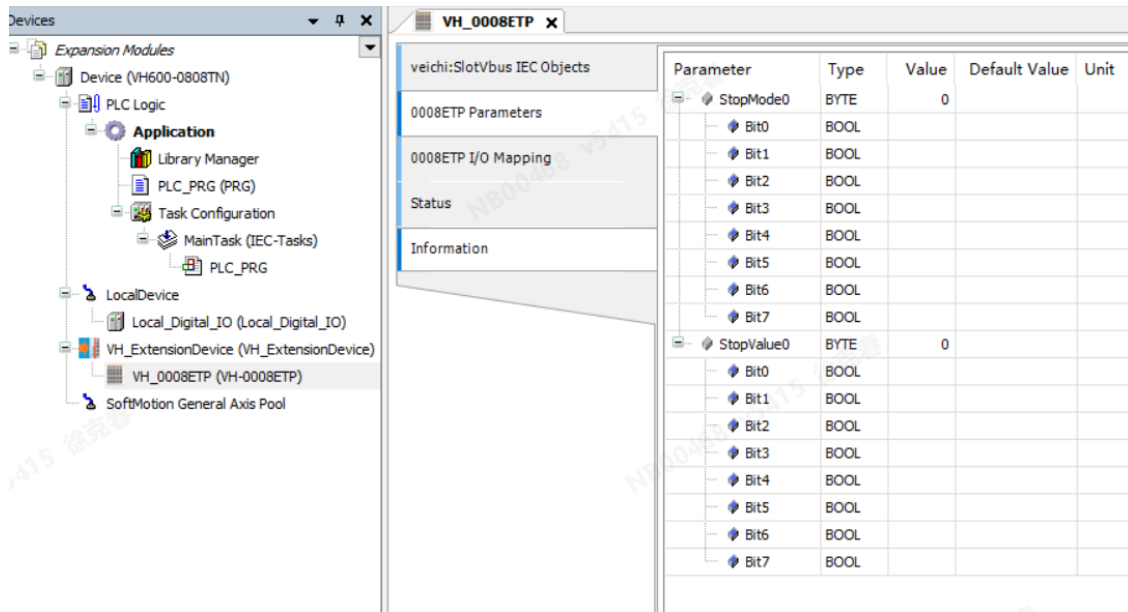 Devices
Expansion Modules
Device (VH600-0808TN)
PLC Logic
Application
Library Manager
PLC_PRG (PRG)
Task Configuration
MainTask (IEC-Tasks)
PLC_PRG
LocalDevice
Local_Digital_IO (Local_Digital_IO)
VH_ExtensionDevice (VH_ExtensionDevice)
VH_0008ETP (VH-0008ETP)
SoftMotion General Axis Pool
VH_0008ETP
veichi:SlotVbus IEC Objects
0008ETP Parameters
0008ETP I/O Mapping
Status
Information
Parameter Type Value Default Value Unit
StopMode0 BYTE 0
Bit0 BOOL
Bit1 BOOL
Bit2 BOOL
Bit3 BOOL
Bit4 BOOL
Bit5 BOOL
Bit6 BOOL
Bit7 BOOL
StopValue0 BYTE 0
Bit0 BOOL
Bit1 BOOL
Bit2 BOOL
Bit3 BOOL
Bit4 BOOL
Bit5 BOOL
Bit6 BOOL
Bit7 BOOL